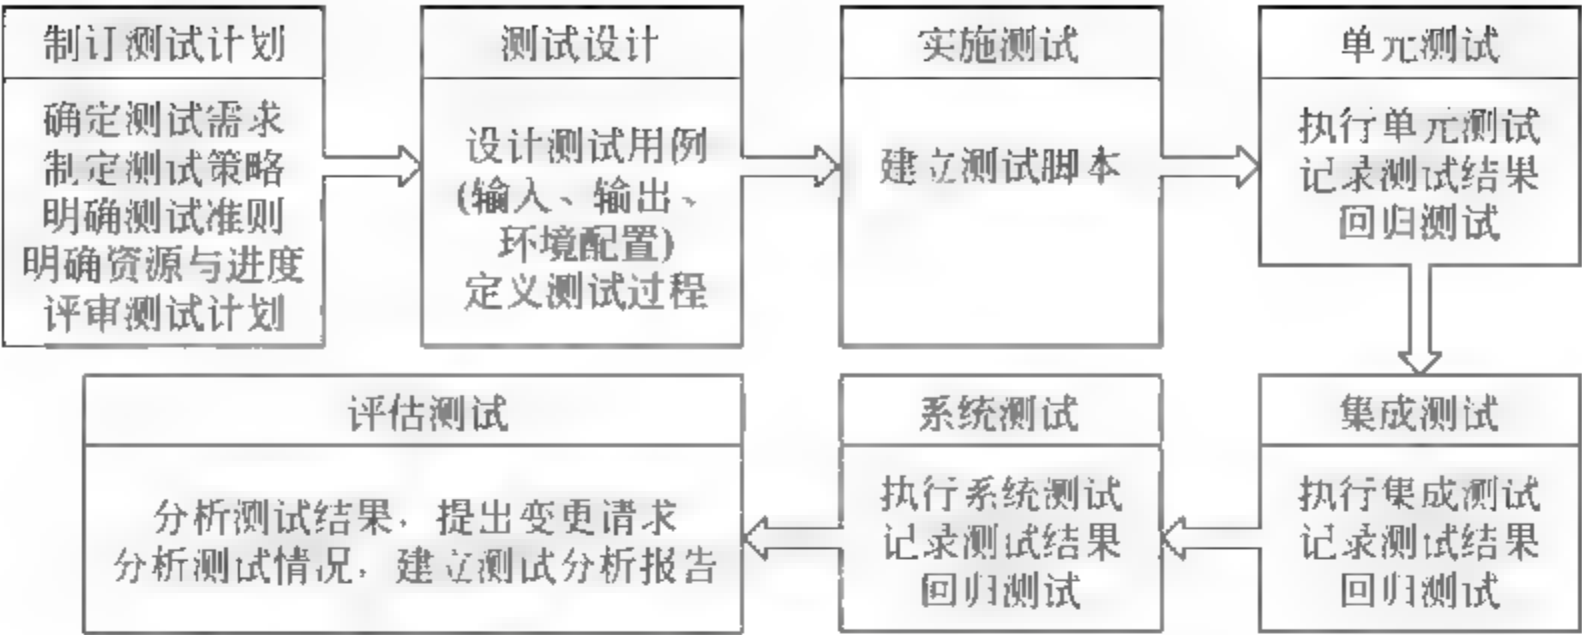 制订测试计划
确定测试需求
制定测试策略
明确测试准则
明确资源与进度
评审测试计划
测试设计
设计测试用例
(输入、输出、
环境配置)
定义测试过程
实施测试
建立测试脚本
单元测试
执行单元测试
记录测试结果
回归测试
集成测试
执行集成测试
记录测试结果
回归测试
系统测试
执行系统测试
记录测试结果
回归测试
评估测试
分析测试结果，提出变更请求
分析测试情况，建立测试分析报告